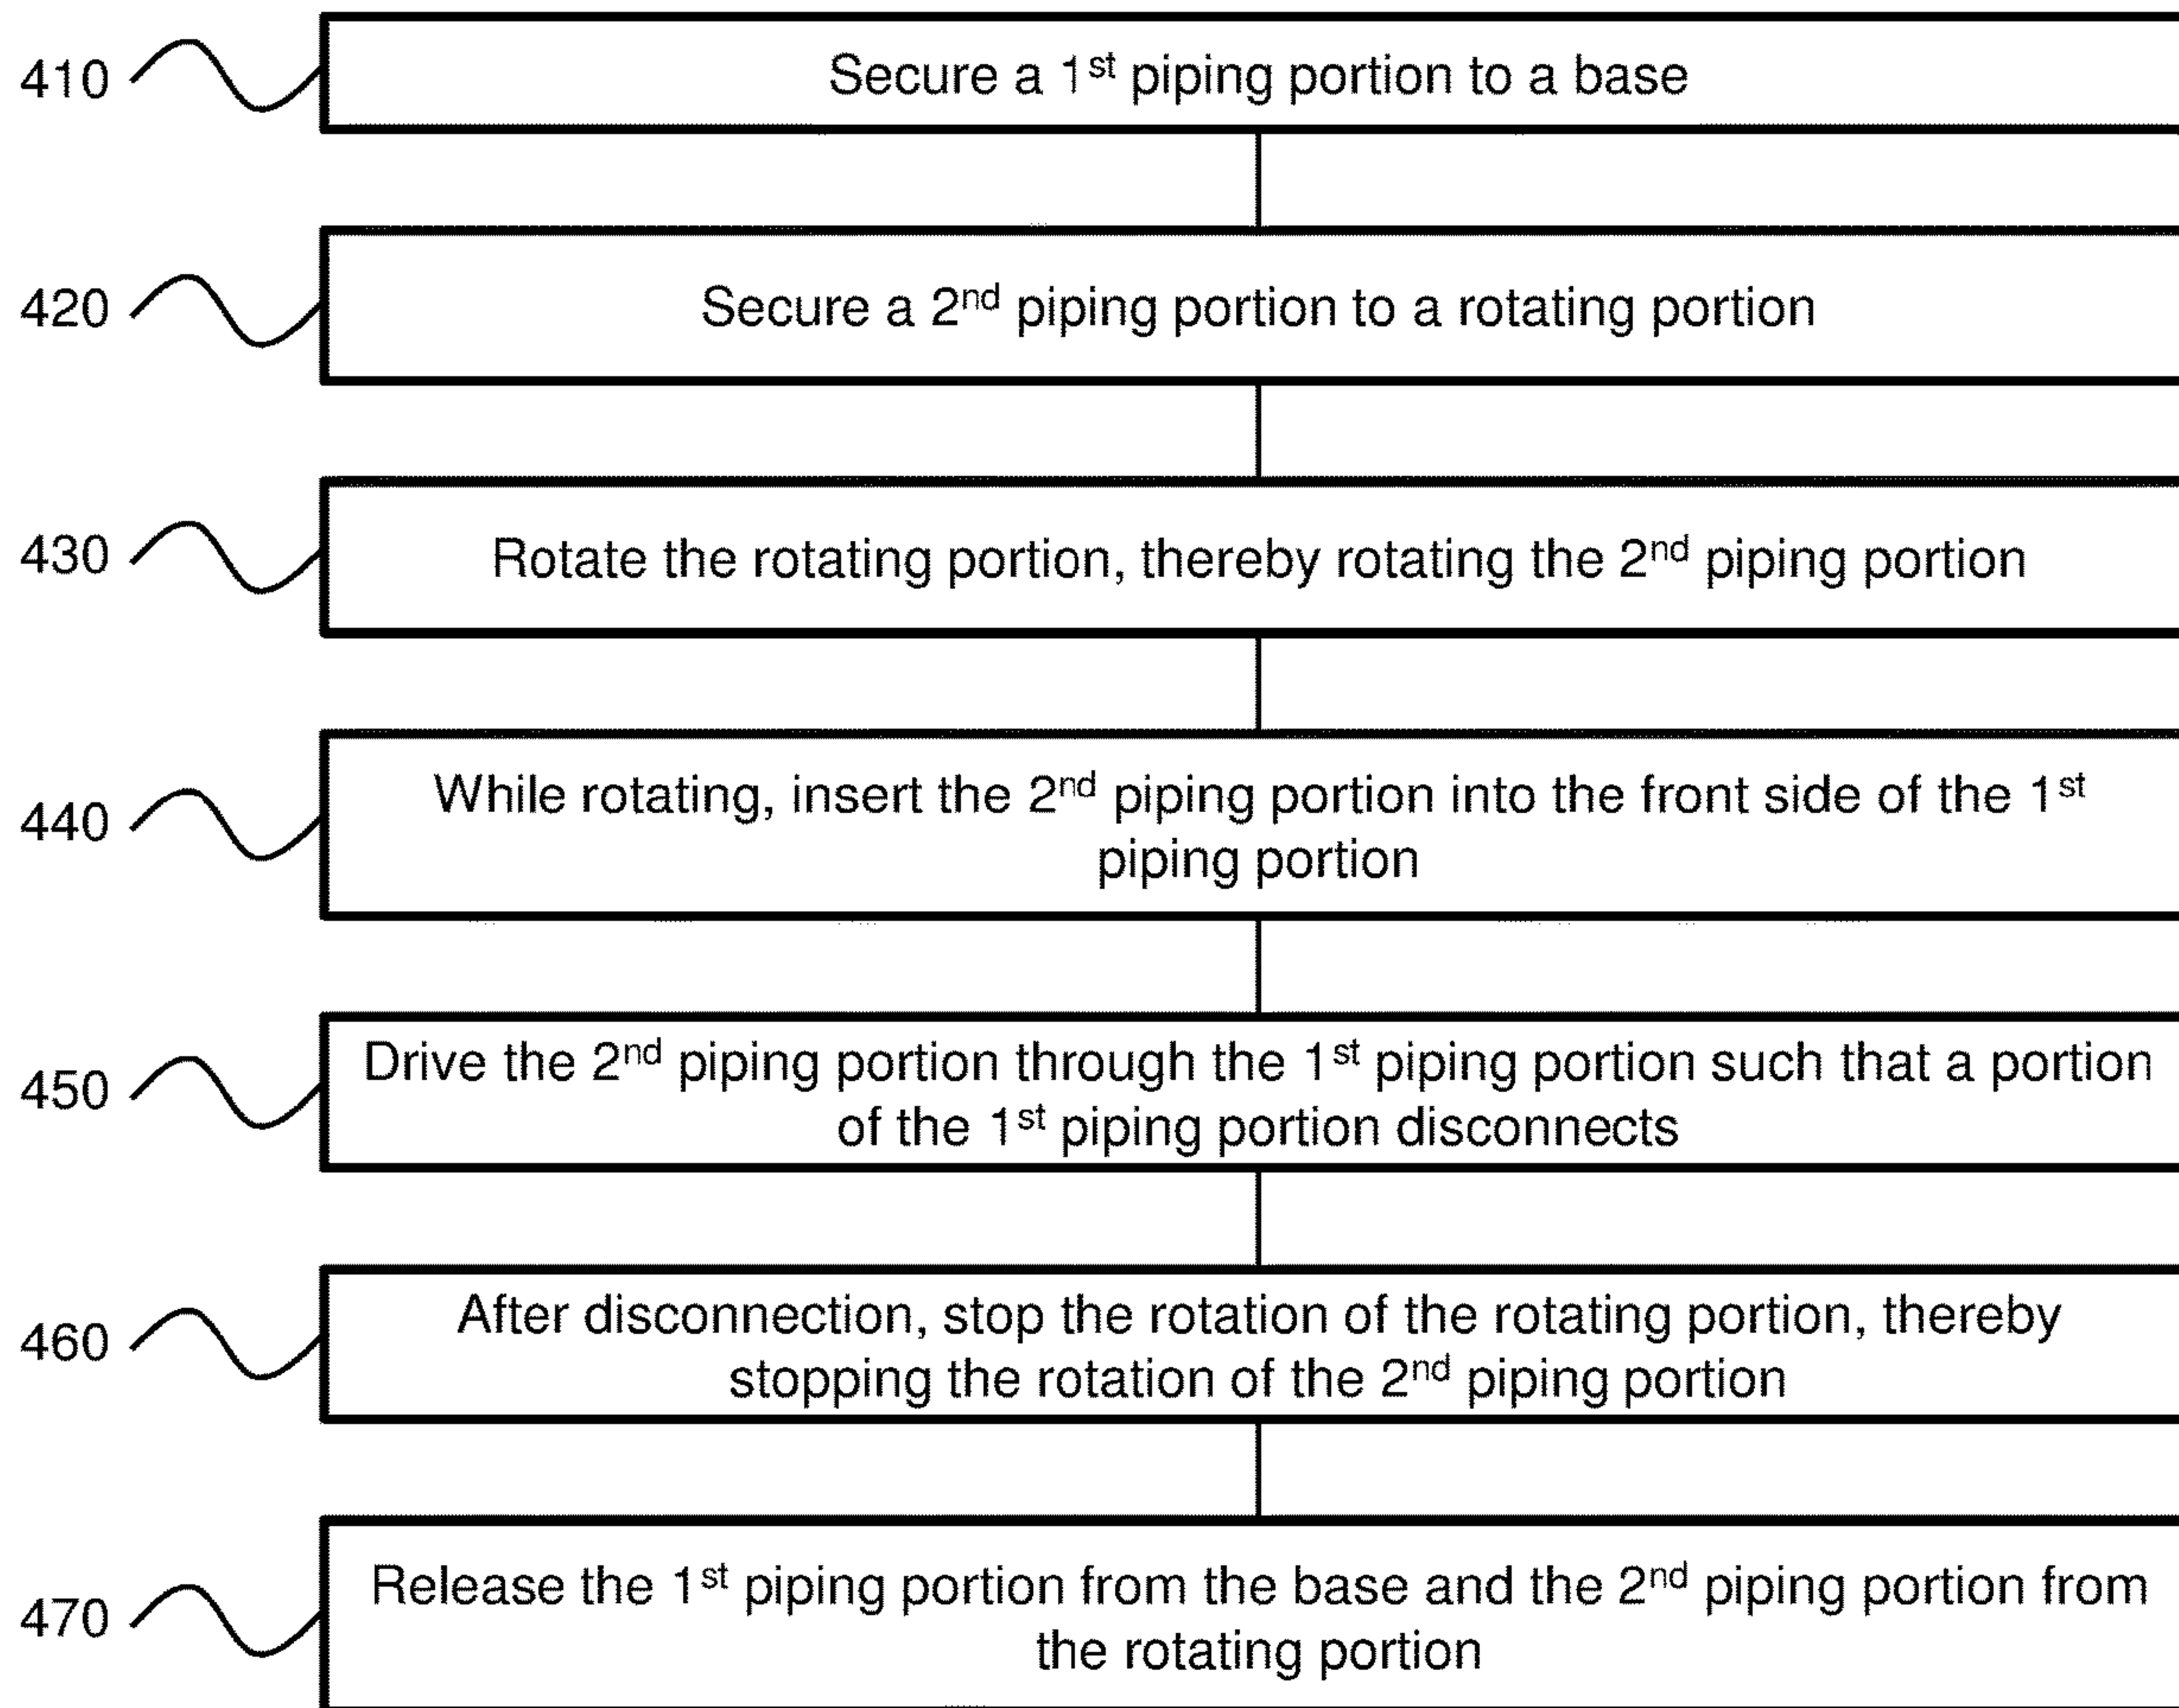 410 Secure a 1st piping portion to a base
420 Secure a 2nd piping portion to a rotating portion
430 Rotate the rotating portion, thereby rotating the 2nd piping portion
440 While rotating, insert the 2nd piping portion into the front side of the 1st
piping portion
450 Drive the 2nd piping portion through the 1st piping portion such that a portion
of the 1st piping portion disconnects
460 After disconnection, stop the rotation of the rotating portion, thereby
stopping the rotation of the 2nd piping portion
470 Release the 1st piping portion from the base and the 2nd piping portion from
the rotating portion